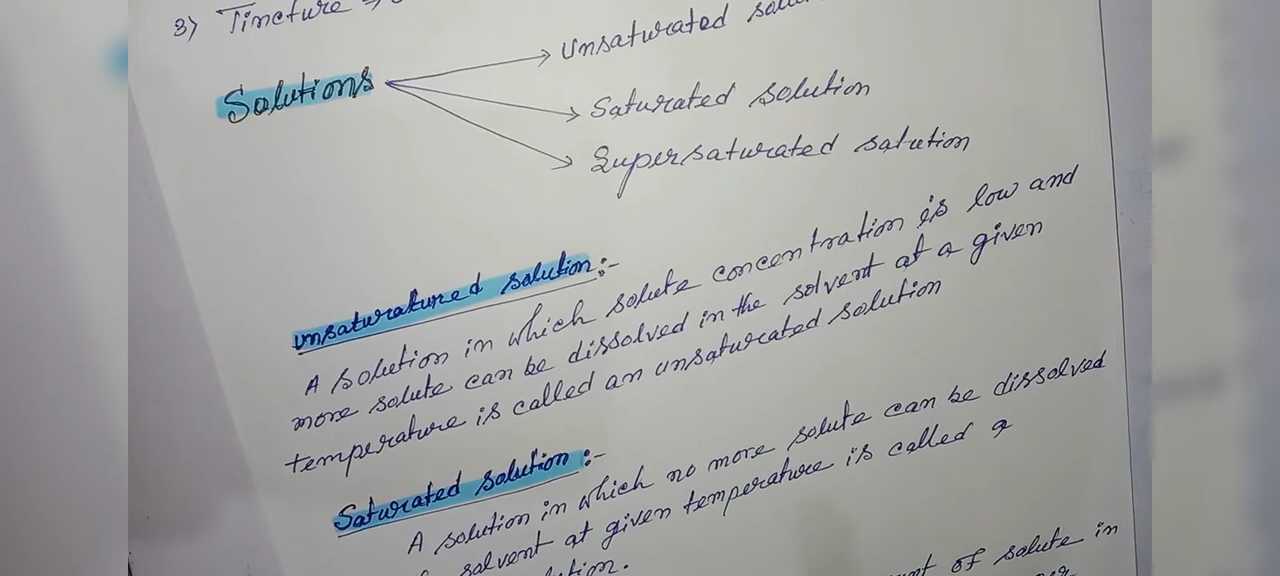 3) Tincture →
Solutions
Unsaturated
Saturated solution
Supersaturated solution
unsaturatured solution:-
A solution in which solute concentration is low and
more solute can be dissolved in the solvent at a given
temperature is called an unsaturated solution
Saturated solution :-
A solution in which no more solute can be dissolved
solvent at given temperature is called a
of solute in